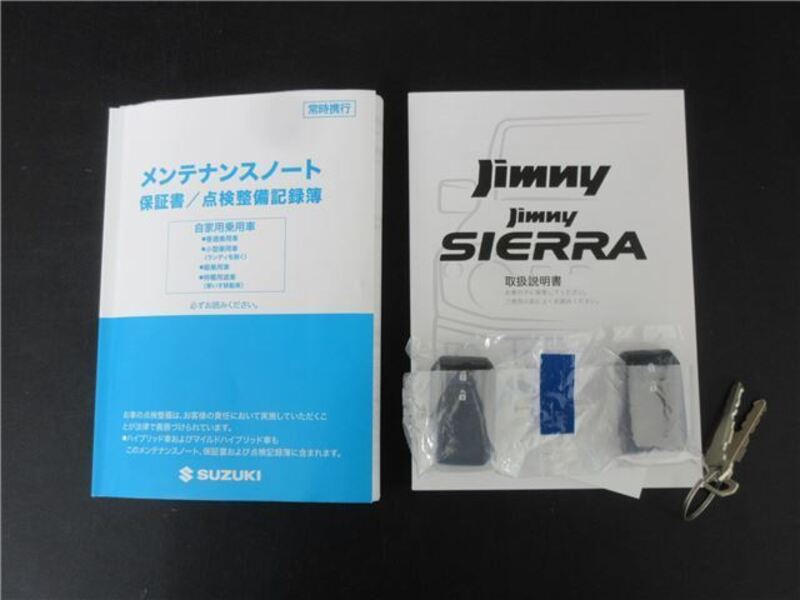 常時携行
メンテナンスノート
保証書／点検整備記録簿
自家用乗用車
●普通乗用車
●小型乗用車
(ランディを除く)
●軽乗用車
●特種用途車
(車いす移動車)
必ずお読みください。
お車の点検整備は、お客様の責任において実施していただくこ
とが法律で義務づけられています。
●ハイブリッド車およびマイルドハイブリッド車も
このメンテナンスノート、保証書および点検記録簿に含まれます。
SUZUKI
Jimny
Jimny
SIERRA
取扱説明書